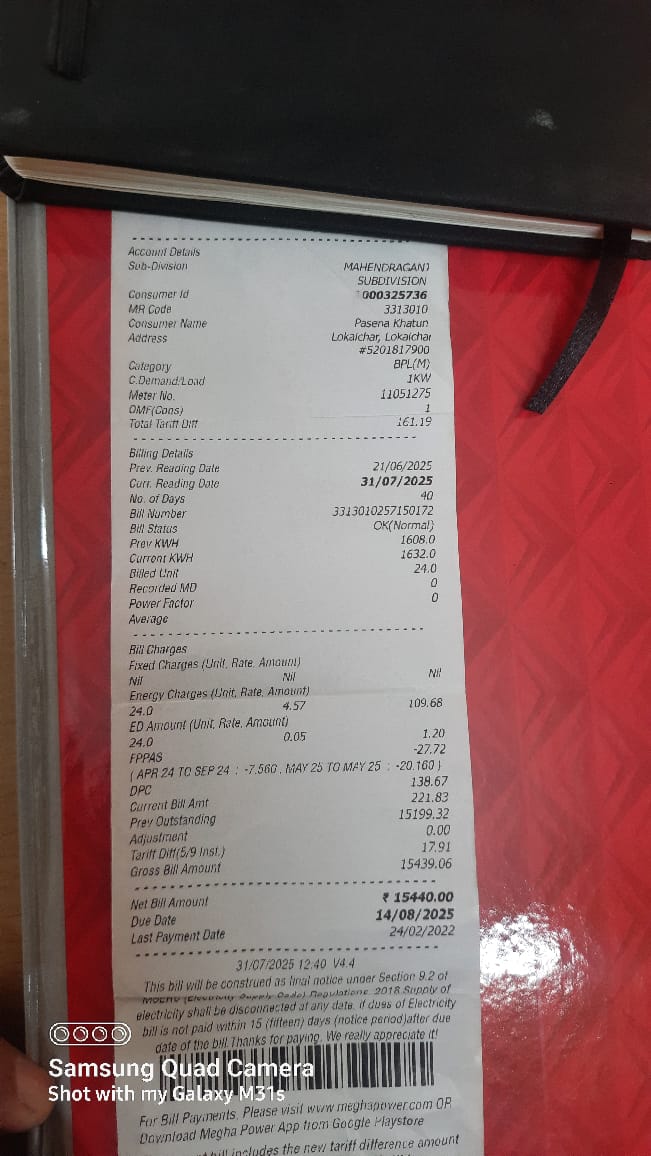 Account Details
Sub-Division MAHENDRAGANJ
SUBDIVISION
Consumer Id 000325736
MR Code 3313010
Consumer Name Pasena Khatun
Address Lokaichar, Lokaichar
#5201817900
Category BPL(M)
C.Demand/Load 1KW
Meter No. 11051275
OMF(Cons) 1
Total Tariff Diff 161.19
Billing Details
Prev. Reading Date 21/06/2025
Curr. Reading Date 31/07/2025
No. of Days 40
Bill Number 3313010257150172
Bill Status OK(Normal)
Prev KWH 1608.0
Current KWH 1632.0
Billed Unit 24.0
Recorded MD 0
Power Factor 0
Average
Bill Charges
Fixed Charges (Unit, Rate, Amount)
Nil Nil Nil
Energy Charges (Unit, Rate, Amount)
24.0 4.57 109.68
ED Amount (Unit, Rate, Amount)
24.0 0.05 1.20
FPPAS -27.72
( APR 24 TO SEP 24 : -7.560 , MAY 25 TO MAY 25 : -20.160 )
DPC 138.67
Current Bill Amt 221.83
Prev Outstanding 15199.32
Adjustment 0.00
Tariff Diff(5/9 Inst.) 17.91
Gross Bill Amount 15439.06
Net Bill Amount ₹ 15440.00
Due Date 14/08/2025
Last Payment Date 24/02/2022
31/07/2025 12:40 V4.4
This bill will be construed as final notice under Section 9.2 of
MSERC (Electricity Supply Code) Regulations, 2018.Supply of
electricity shall be disconnected at any date, if dues of Electricity
bill is not paid within 15 (fifteen) days (notice period)after due
date of the bill.Thanks for paying. We really appreciate it!
For Bill Payments, Please visit www.meghapower.com OR
Download Megha Power App from Google Playstore
bill includes the new tariff difference amount
Samsung Quad Camera
Shot with my Galaxy M31s